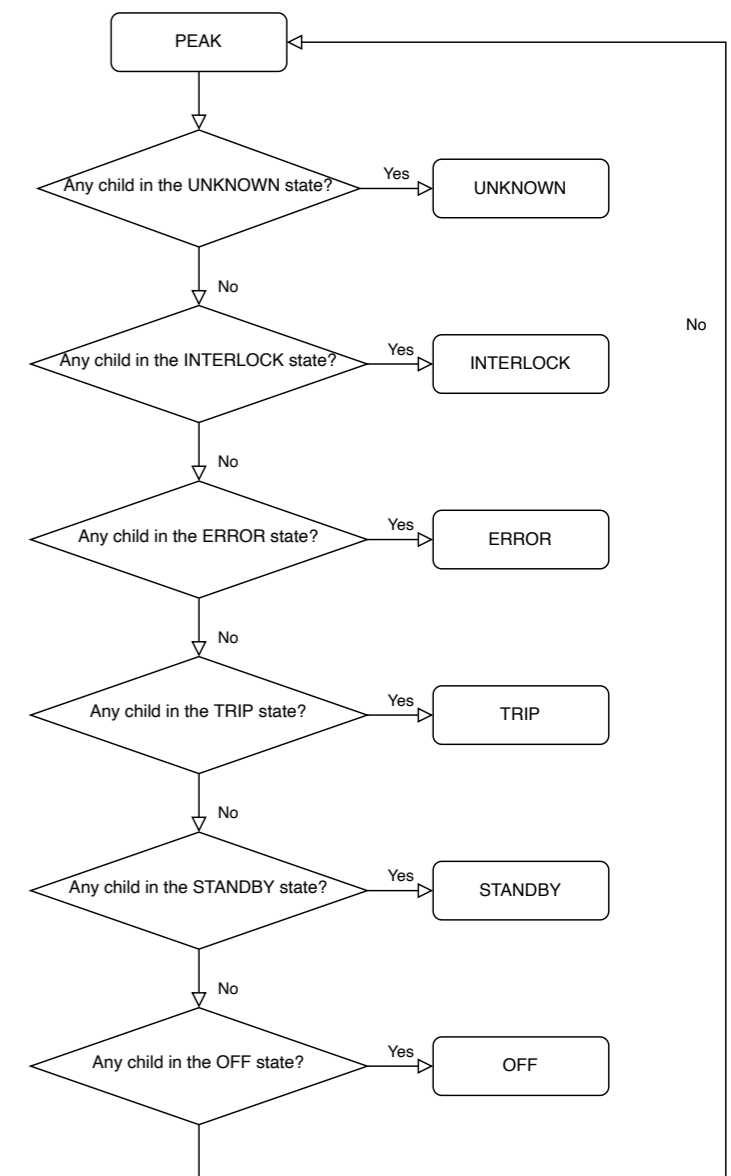 PEAK
Any child in the UNKNOWN state?
Yes
UNKNOWN
No
No
Any child in the INTERLOCK state?
Yes
INTERLOCK
No
Any child in the ERROR state?
Yes
ERROR
No
Any child in the TRIP state?
Yes
TRIP
No
Any child in the STANDBY state?
Yes
STANDBY
No
Any child in the OFF state?
Yes
OFF